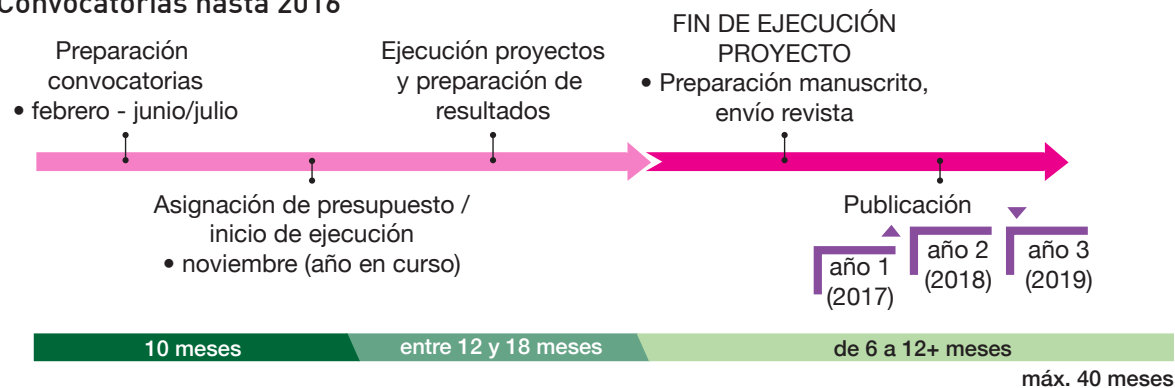 Convocatorias hasta 2016
Preparación
convocatorias
• febrero - junio/julio
Ejecución proyectos
y preparación de
resultados
FIN DE EJECUCIÓN
PROYECTO
• Preparación manuscrito,
envío revista
Asignación de presupuesto /
inicio de ejecución
• noviembre (año en curso)
Publicación
año 1
(2017)
año 2
(2018)
año 3
(2019)
10 meses
entre 12 y 18 meses
de 6 a 12+ meses
máx. 40 meses